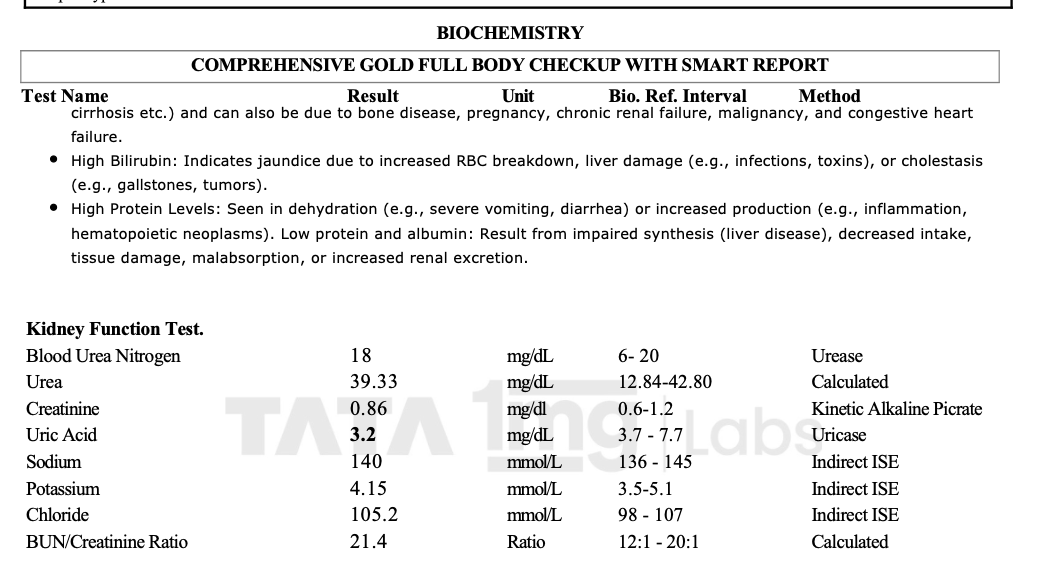 BIOCHEMISTRY
COMPREHENSIVE GOLD FULL BODY CHECKUP WITH SMART REPORT
Test Name Result Unit Bio. Ref. Interval Method
cirrhosis etc.) and can also be due to bone disease, pregnancy, chronic renal failure, malignancy, and congestive heart
failure.
• High Bilirubin: Indicates jaundice due to increased RBC breakdown, liver damage (e.g., infections, toxins), or cholestasis
(e.g., gallstones, tumors).
• High Protein Levels: Seen in dehydration (e.g., severe vomiting, diarrhea) or increased production (e.g., inflammation,
hematopoietic neoplasms). Low protein and albumin: Result from impaired synthesis (liver disease), decreased intake,
tissue damage, malabsorption, or increased renal excretion.
Kidney Function Test.
Blood Urea Nitrogen 18 mg/dL 6- 20 Urease
Urea 39.33 mg/dL 12.84-42.80 Calculated
Creatinine 0.86 mg/dl 0.6-1.2 Kinetic Alkaline Picrate
Uric Acid 3.2 mg/dL 3.7 - 7.7 Uricase
Sodium 140 mmol/L 136 - 145 Indirect ISE
Potassium 4.15 mmol/L 3.5-5.1 Indirect ISE
Chloride 105.2 mmol/L 98 - 107 Indirect ISE
BUN/Creatinine Ratio 21.4 Ratio 12:1 - 20:1 Calculated
TATA 1mg Labs